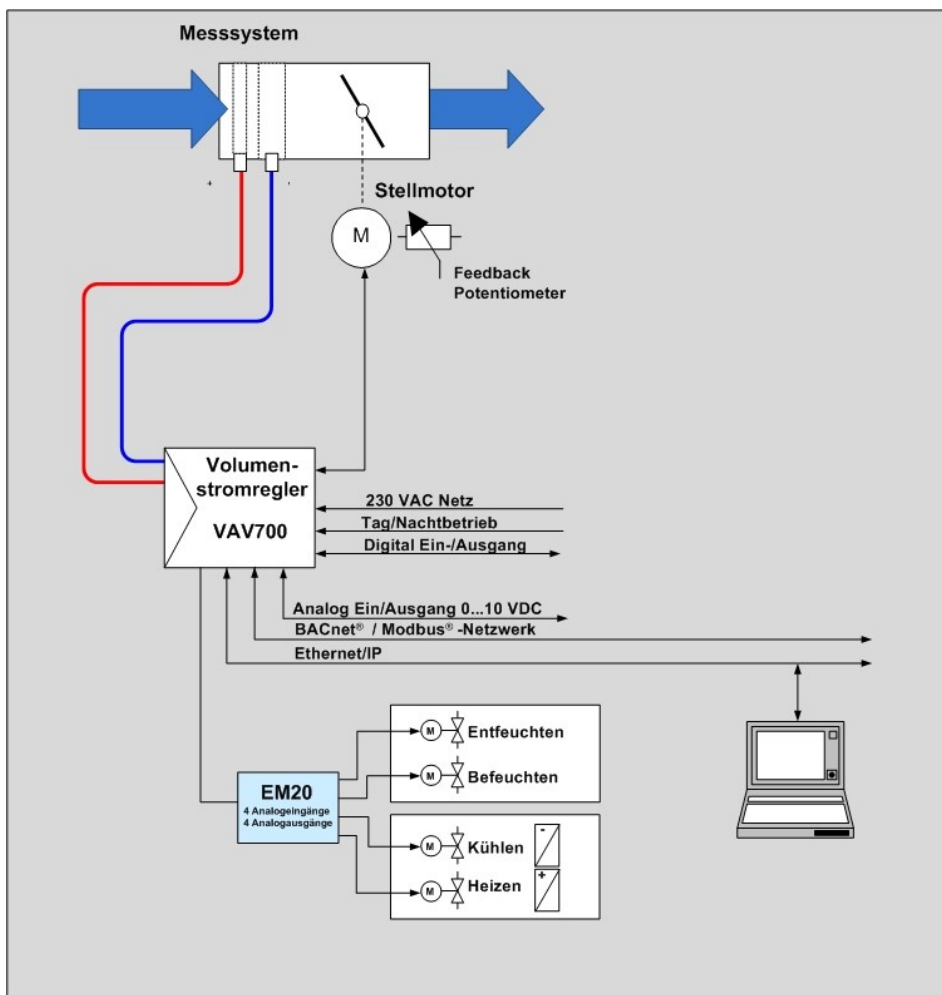 Messsystem
+
-
Stellmotor
M
Feedback
Potentiometer
Volumen-
stromregler
VAV700
230 VAC Netz
Tag/Nachtbetrieb
Digital Ein-/Ausgang
Analog Ein/Ausgang 0...10 VDC
BACnet® / Modbus® -Netzwerk
Ethernet/IP
EM20
4 Analogeingänge
4 Analogausgänge
M Entfeuchten
M Befeuchten
M Kühlen -
M Heizen +